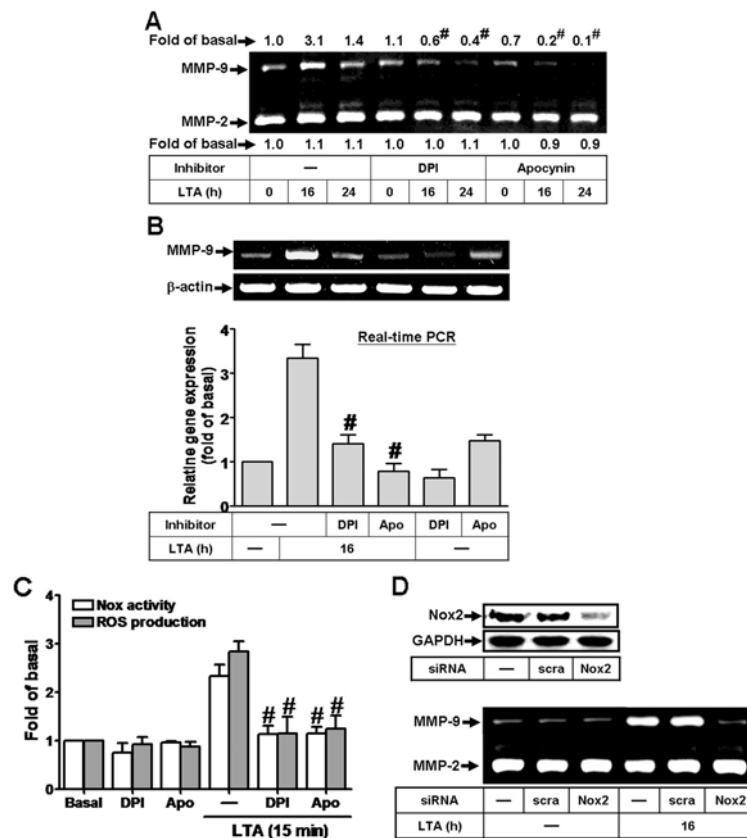 A
Fold of basal 1.0 3.1 1.4 1.1 0.6# 0.4# 0.7 0.2# 0.1#
MMP-9
MMP-2
Fold of basal 1.0 1.1 1.1 1.0 1.0 1.1 1.0 0.9 0.9
Inhibitor — DPI Apocynin
LTA (h) 0 16 24 0 16 24 0 16 24
B
MMP-9
β-actin
Real-time PCR
Relatine gene expression
(fold of basal)
4
3
2
1
0
# #
Inhibitor — DPI Apo DPI Apo
LTA (h) — 16 —
C
Nox activity
ROS production
Fold of basal
4
3
2
1
0
# # # #
Basal DPI Apo — DPI Apo
LTA (15 min)
D
Nox2
GAPDH
siRNA — scra Nox2
MMP-9
MMP-2
siRNA — scra Nox2 — scra Nox2
LTA (h) — 16